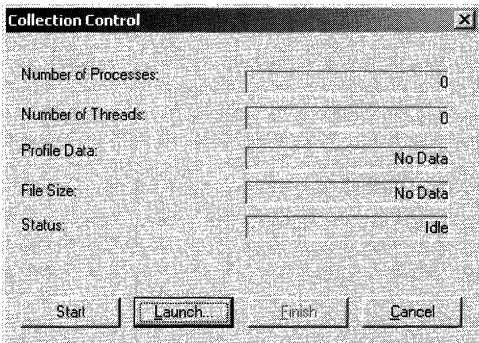 Collection Control
Number of Processes: 0
Number of Threads: 0
Profile Data: No Data
File Size: No Data
Status: Idle
Start Launch... Finish Cancel